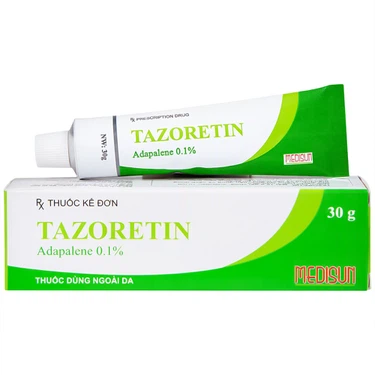 Rx PRESCRIPTION DRUG
TAZORETIN
Adapalene 0.1%
NW: 30g
MEDISUN
Rx THUỐC KÊ ĐƠN
TAZORETIN
Adapalene 0.1%
30 g
THUỐC DÙNG NGOÀI DA
MEDISUN